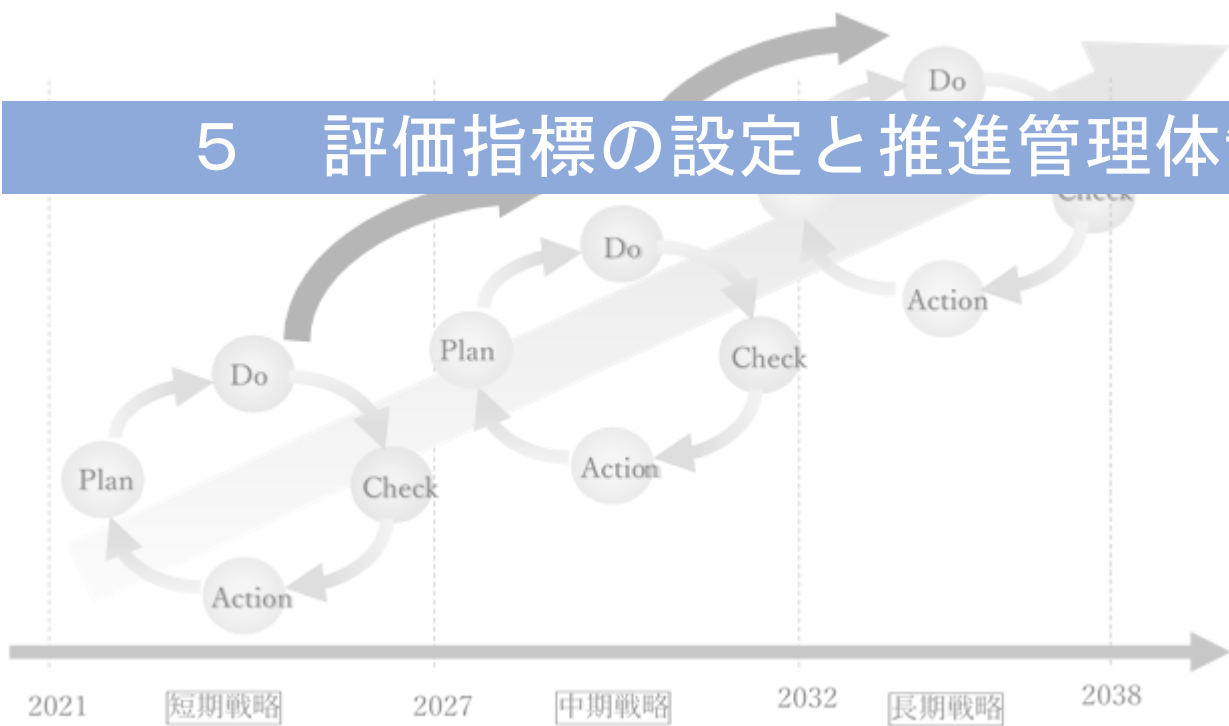 ５　評価指標の設定と推進管理体
Do
Check
Action
Do
Plan
Check
Action
Do
Plan
Check
Action
2021
短期戦略
2027
中期戦略
2032
長期戦略
2038